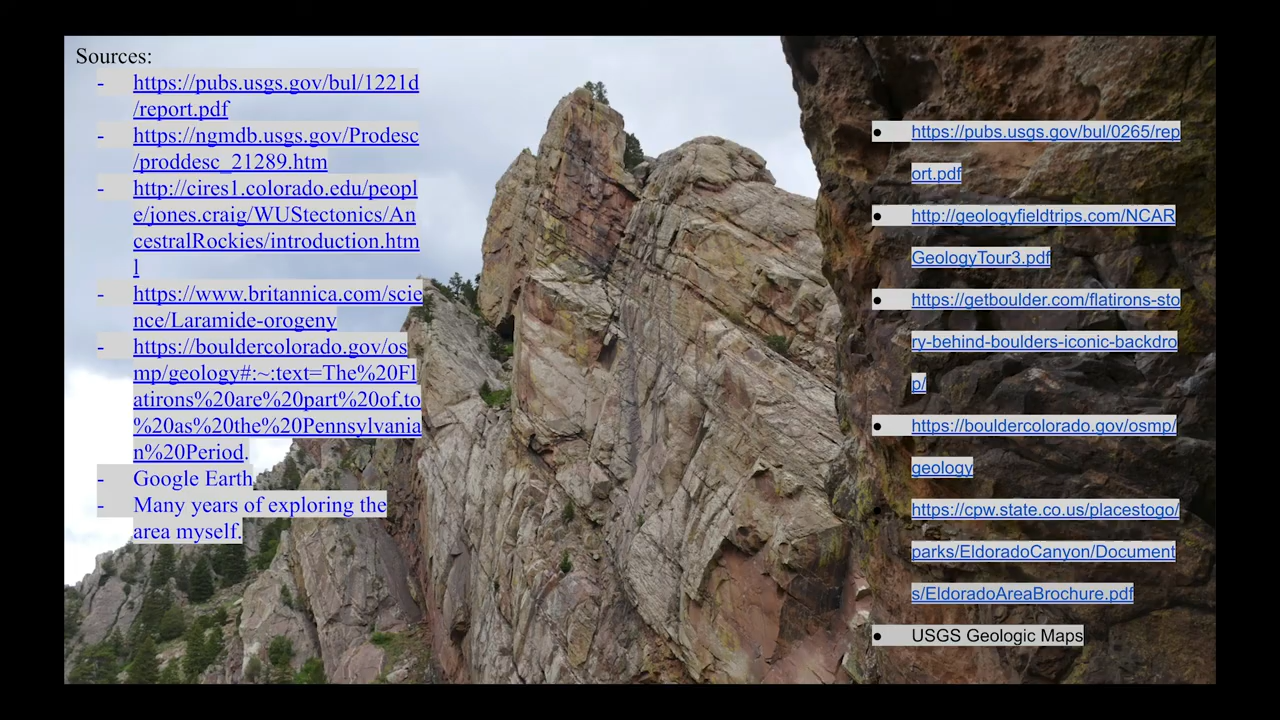 Sources:
- https://pubs.usgs.gov/bul/1221d
/report.pdf
- https://ngmdb.usgs.gov/Prodesc
/proddesc_21289.htm
- http://cires1.colorado.edu/peopl
e/jones.craig/WUStectonics/An
cestralRockies/introduction.htm
l
- https://www.britannica.com/scie
nce/Laramide-orogeny
- https://bouldercolorado.gov/os
mp/geology#:~:text=The%20Fl
atirons%20are%20part%20of,to
%20as%20the%20Pennsylvania
n%20Period.
- Google Earth
- Many years of exploring the
area myself.
● https://pubs.usgs.gov/bul/0265/rep
ort.pdf
● http://geologyfieldtrips.com/NCAR
GeologyTour3.pdf
● https://getboulder.com/flatirons-sto
ry-behind-boulders-iconic-backdro
p/
● https://bouldercolorado.gov/osmp/
geology
https://cpw.state.co.us/placestogo/
parks/EldoradoCanyon/Document
s/EldoradoAreaBrochure.pdf
● USGS Geologic Maps